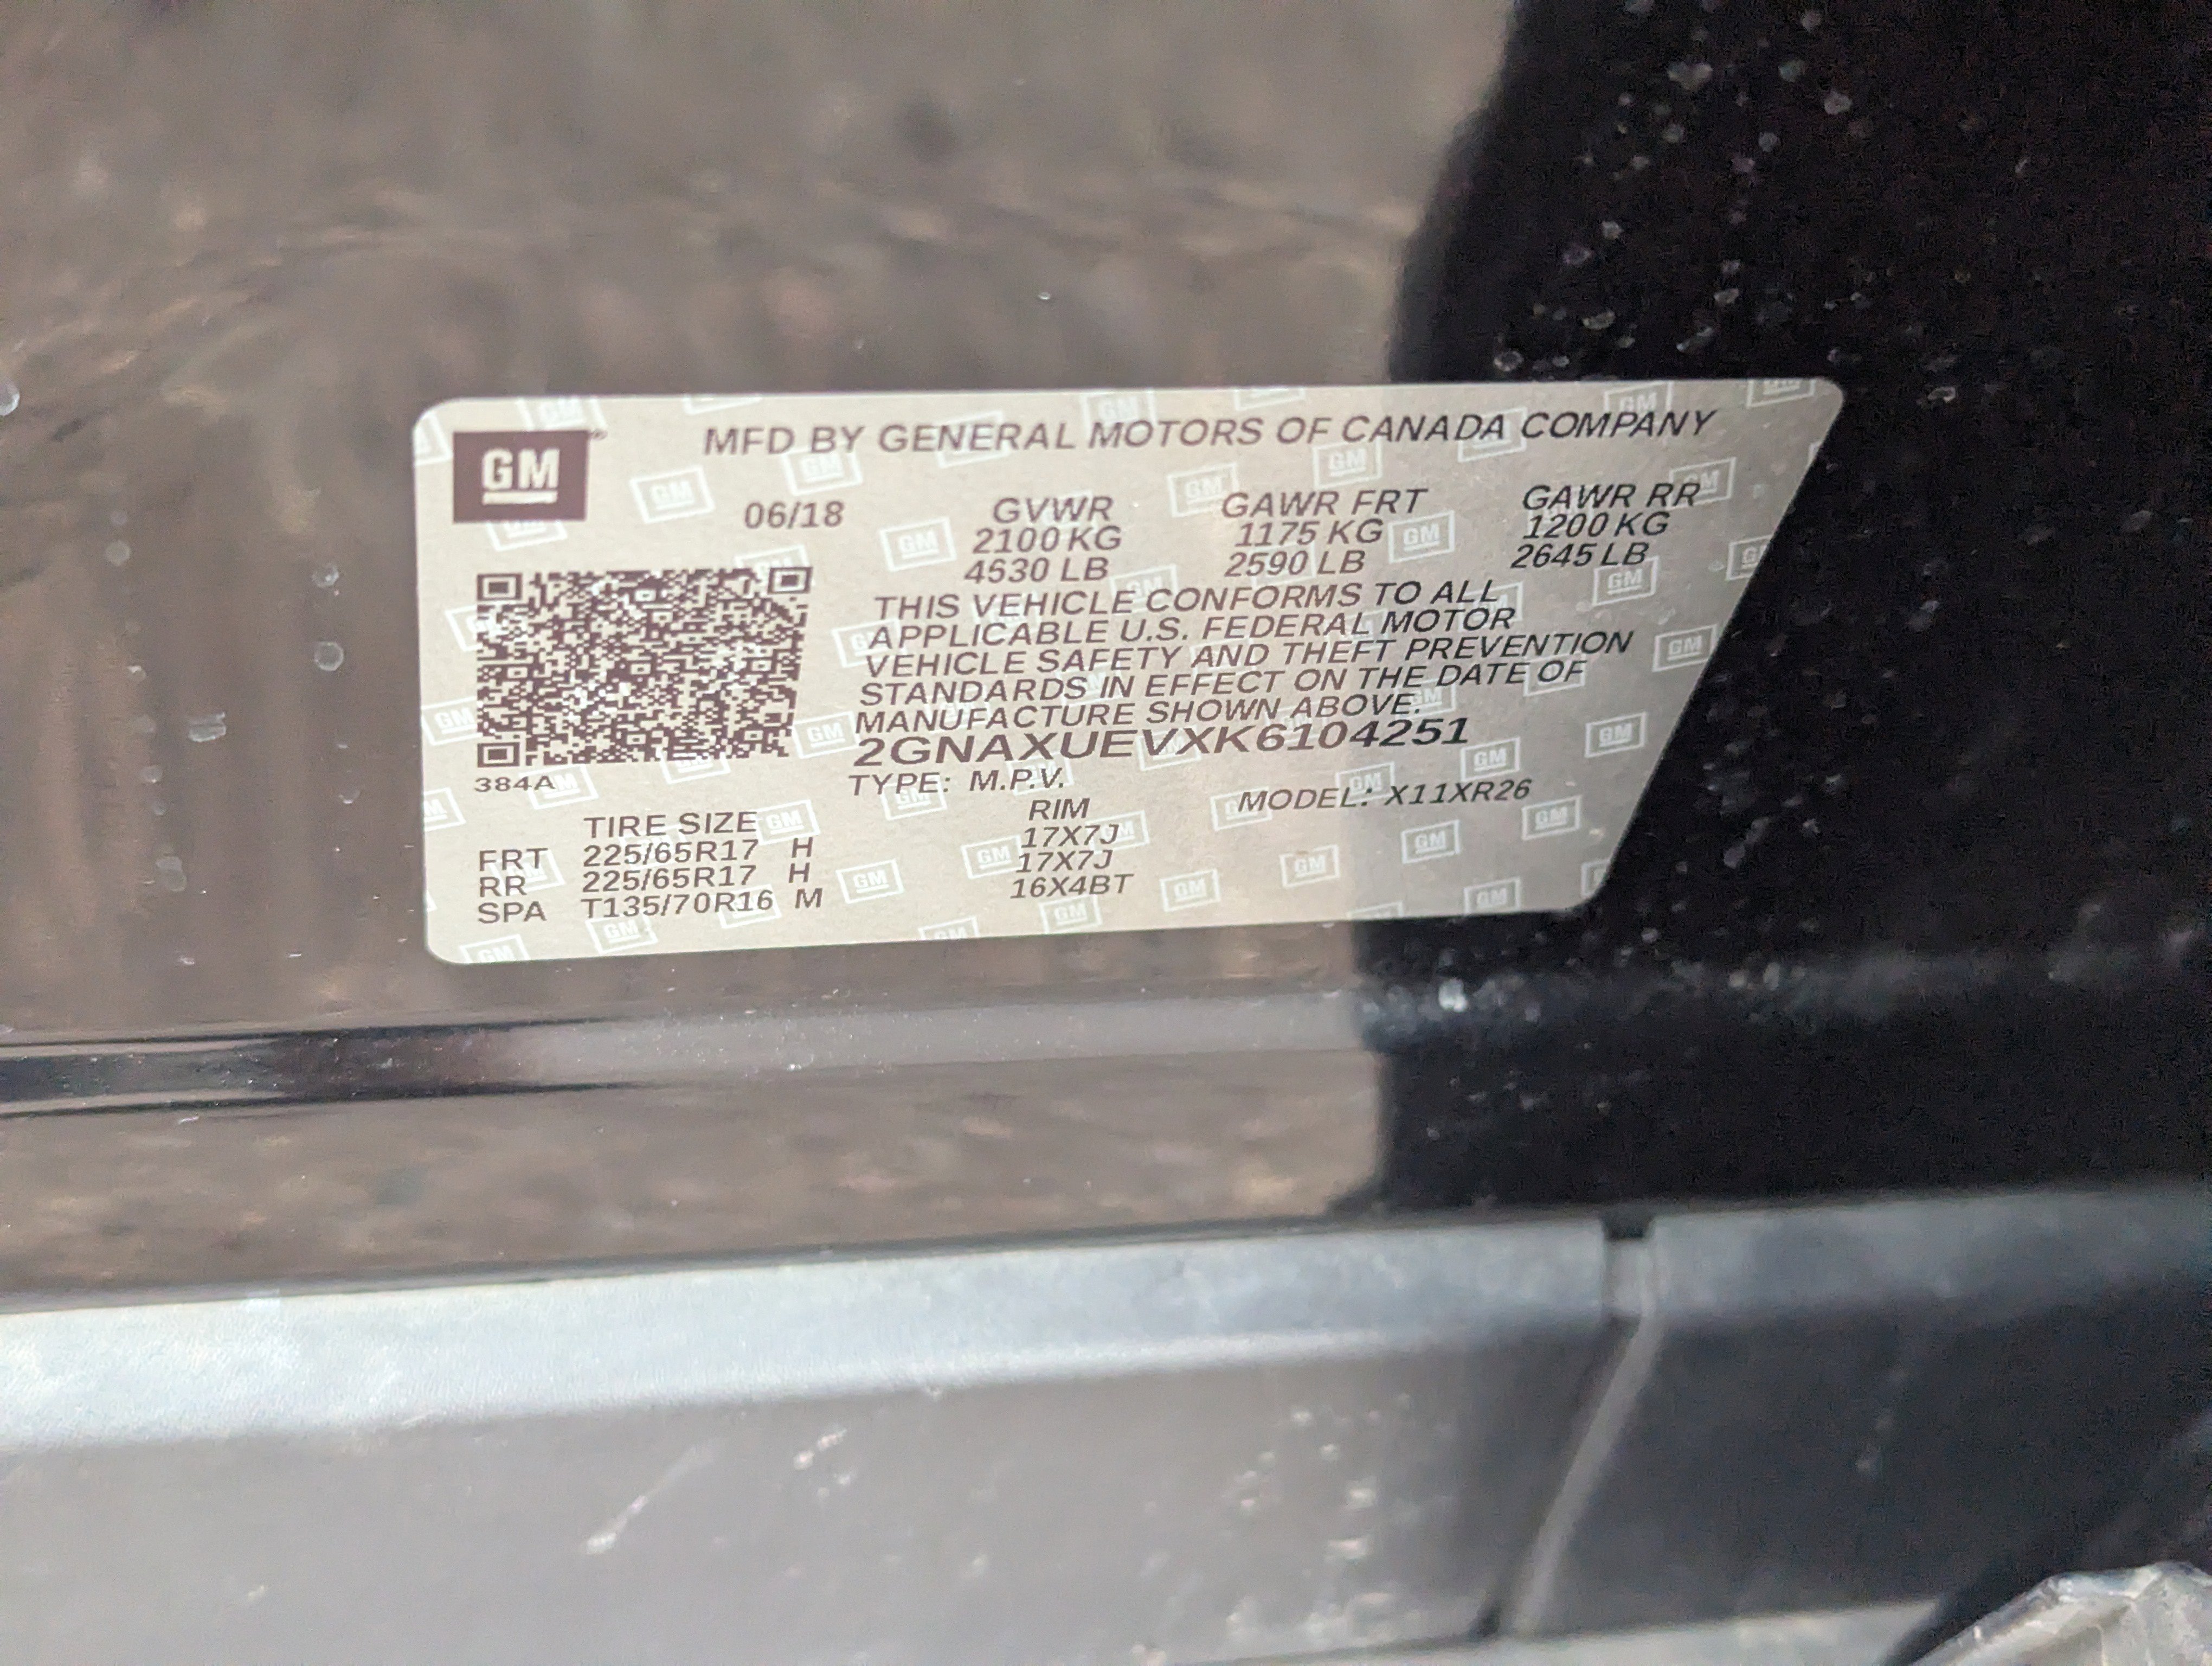 GM
MFD BY GENERAL MOTORS OF CANADA COMPANY
06/18 GVWR GAWR FRT GAWR RR
2100 KG 1175 KG 1200 KG
4630 LB 2590 LB 2645 LB
THIS VEHICLE CONFORMS TO ALL
APPLICABLE U.S. FEDERAL MOTOR
VEHICLE SAFETY AND THEFT PREVENTION
STANDARDS IN EFFECT ON THE DATE OF
MANUFACTURE SHOWN ABOVE.
2GNAXUEVXK6104251
384A
TYPE: M.P.V. MODEL: X11XR26
TIRE SIZE RIM
FRT 225/65R17 H 17X7J
RR 225/65R17 H 17X7J
SPA T135/70R16 M 16X4BT